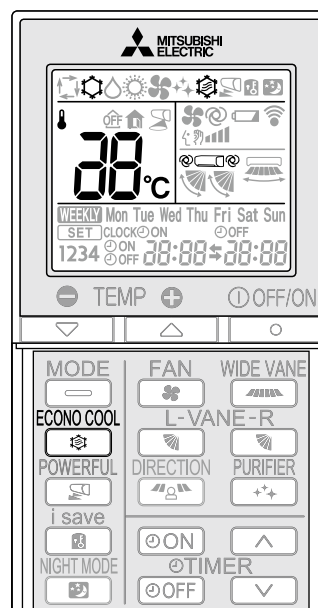 MITSUBISHI
ELECTRIC
OFF
°C
WEEKLY Mon Tue Wed Thu Fri Sat Sun
SET CLOCK ON OFF
1234 ON OFF 88:88 88:88
TEMP OFF/ON
MODE FAN WIDE VANE
ECONO COOL L-VANE-R
POWERFUL DIRECTION PURIFIER
i save
ON
NIGHT MODE TIMER
OFF